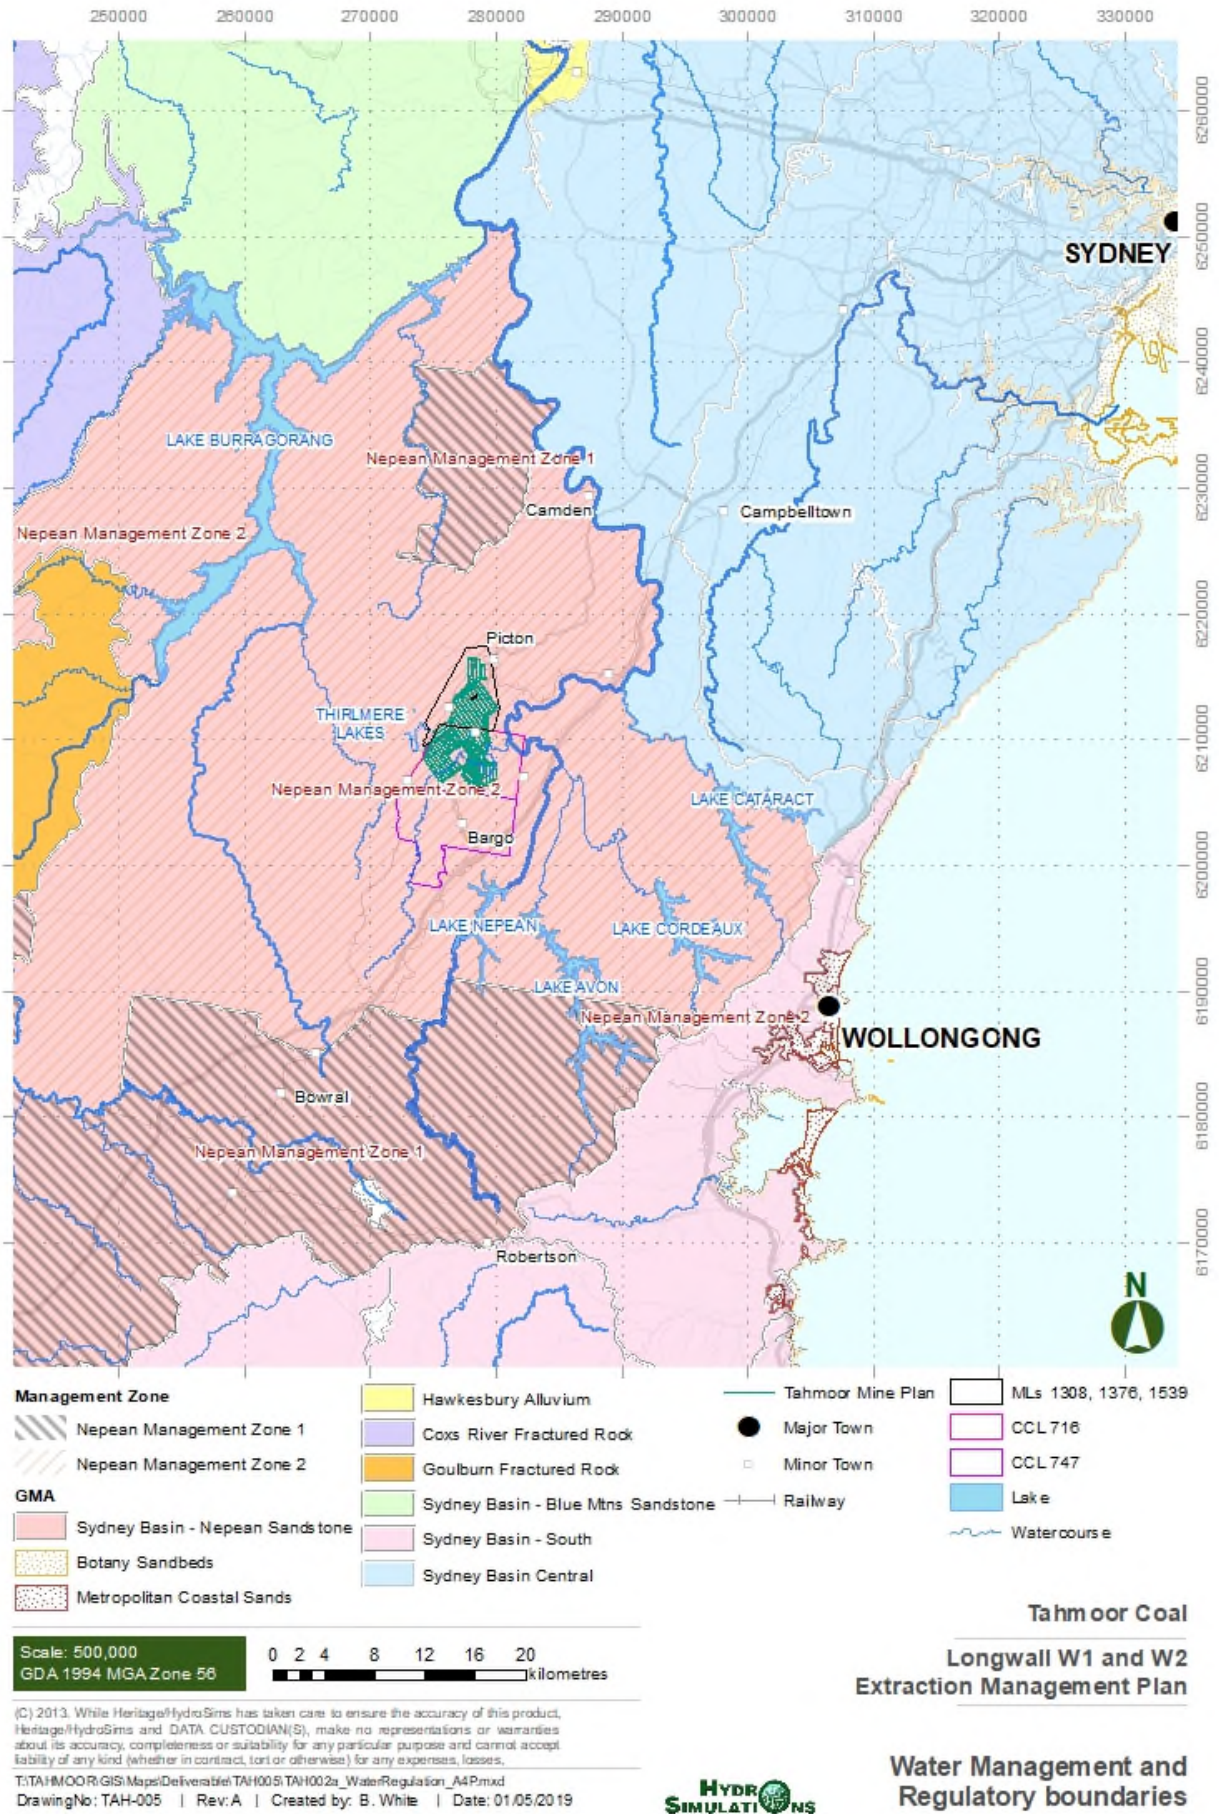 250000 260000 270000 280000 290000 300000 310000 320000 330000
6260000
6250000
6240000
6230000
6220000
6210000
6200000
6190000
6180000
6170000
SYDNEY
LAKE BURRAGORANG
Nepean Management Zone 1
Camden
Campbelltown
Nepean Management Zone 2
Picton
THIRLMERE
LAKES
Nepean Management Zone 2
LAKE CATARACT
Bargo
LAKE NEPEAN
LAKE CORDEAUX
LAKE AVON
Nepean Management Zone 2
WOLLONGONG
Bowral
Nepean Management Zone 1
Robertson
N
Management Zone
Nepean Management Zone 1
Nepean Management Zone 2
GMA
Sydney Basin - Nepean Sandstone
Botany Sandbeds
Metropolitan Coastal Sands
Hawkesbury Alluvium
Coxs River Fractured Rock
Goulburn Fractured Rock
Sydney Basin - Blue Mtns Sandstone
Sydney Basin - South
Sydney Basin Central
Tahmoor Mine Plan
Major Town
Minor Town
Railway
MLs 1308, 1376, 1539
CCL 716
CCL 747
Lake
Watercourse
Scale: 500,000
GDA 1994 MGA Zone 56
0 2 4 8 12 16 20
kilometres
Tahmoor Coal
Longwall W1 and W2
Extraction Management Plan
(C) 2013. While Heritage/HydroSims has taken care to ensure the accuracy of this product,
Heritage/HydroSims and DATA CUSTODIAN(S), make no representations or warranties
about its accuracy, completeness or suitability for any particular purpose and cannot accept
liability of any kind (whether in contract, tort or otherwise) for any expenses, losses,
T:\TAHMOOR\GIS\Maps\Deliverable\TAH005\TAH002a_WaterRegulation_A4P.mxd
DrawingNo: TAH-005 | Rev: A | Created by: B. White | Date: 01/05/2019
HYDRO
SIMULATIONS
Water Management and
Regulatory boundaries